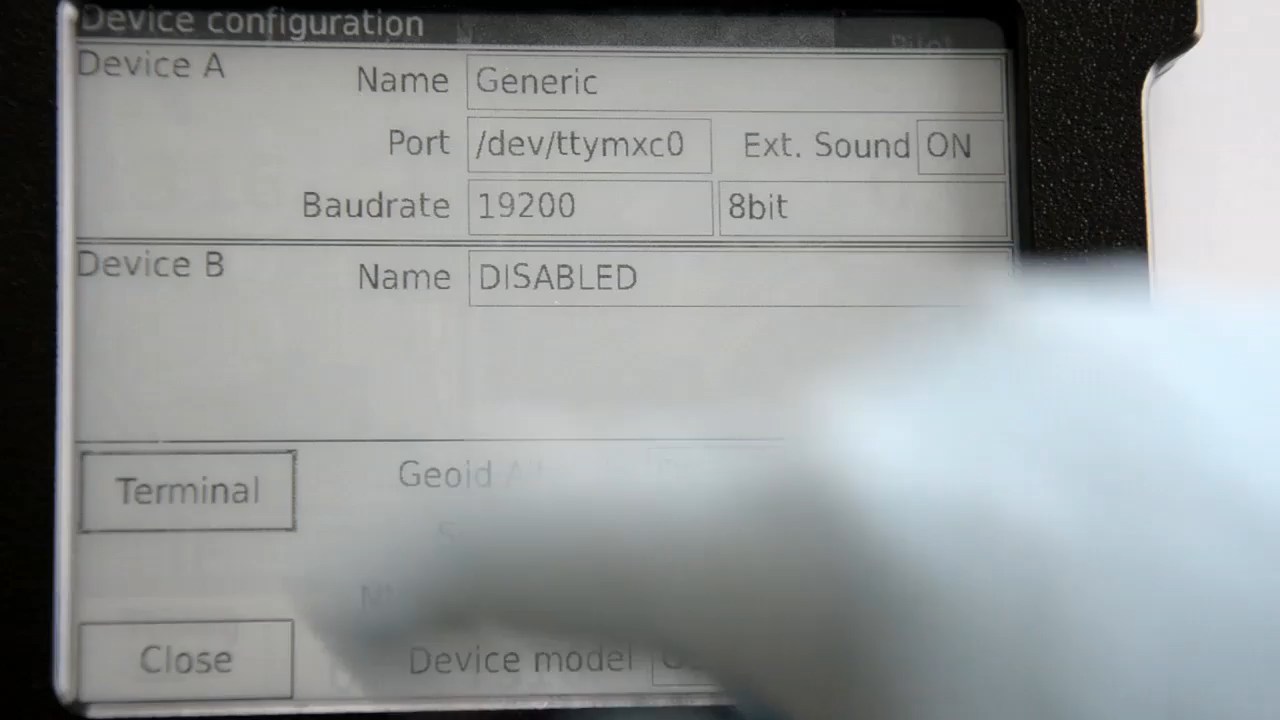 Device configuration
Device A
Name Generic
Port /dev/ttymxc0 Ext. Sound ON
Baudrate 19200 8bit
Device B
Name DISABLED
Terminal
Geoid
Close
Device model